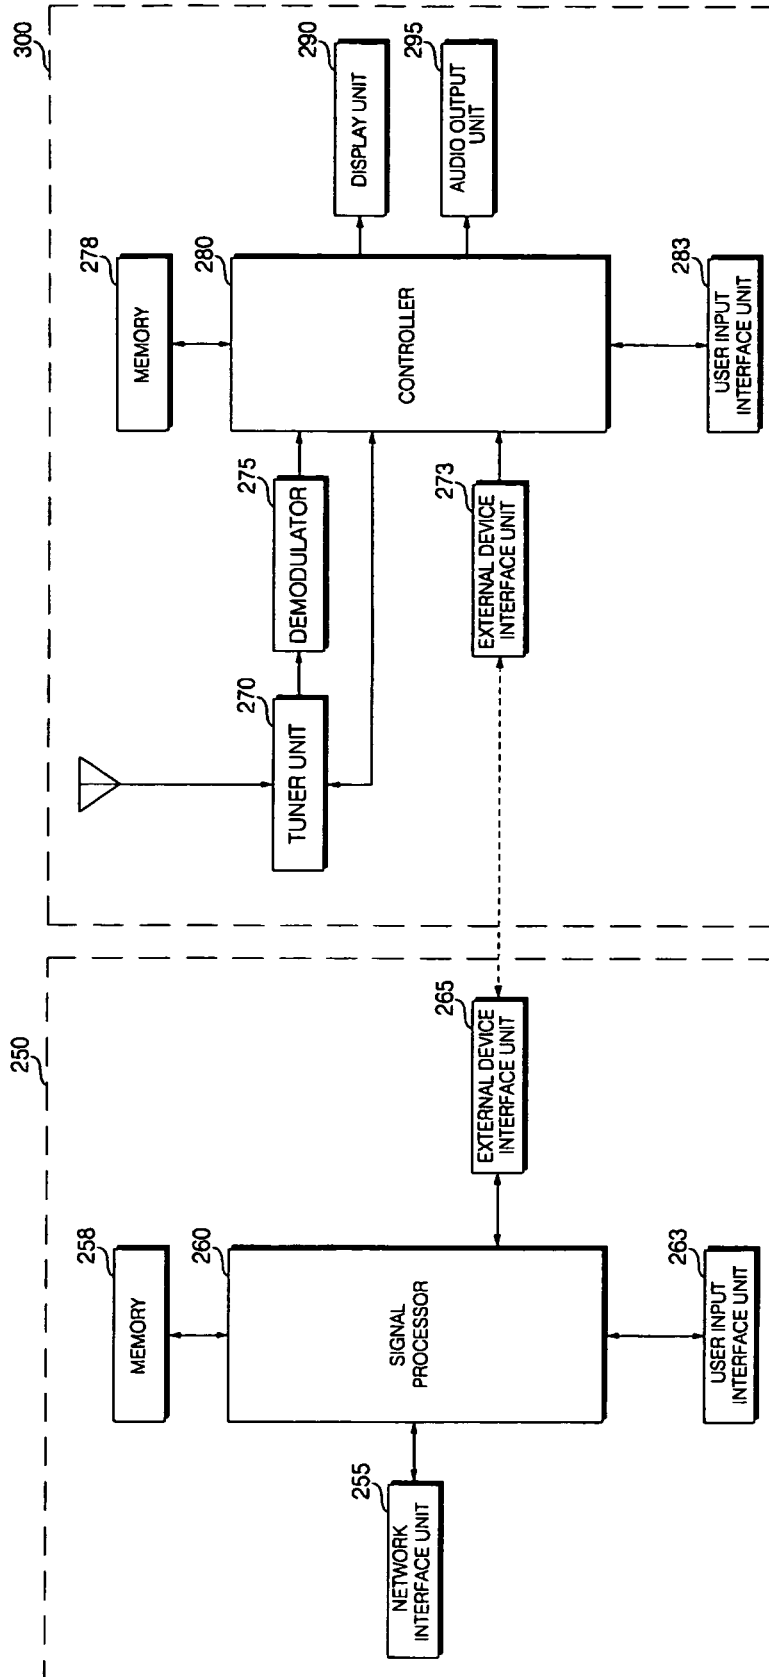 250
258
MEMORY
260
SIGNAL
PROCESSOR
255
NETWORK
INTERFACE UNIT
265
EXTERNAL DEVICE
INTERFACE UNIT
263
USER INPUT
INTERFACE UNIT
300
278
MEMORY
290
DISPLAY UNIT
270
TUNER UNIT
275
DEMODULATOR
280
CONTROLLER
295
AUDIO OUTPUT
UNIT
273
EXTERNAL DEVICE
INTERFACE UNIT
283
USER INPUT
INTERFACE UNIT